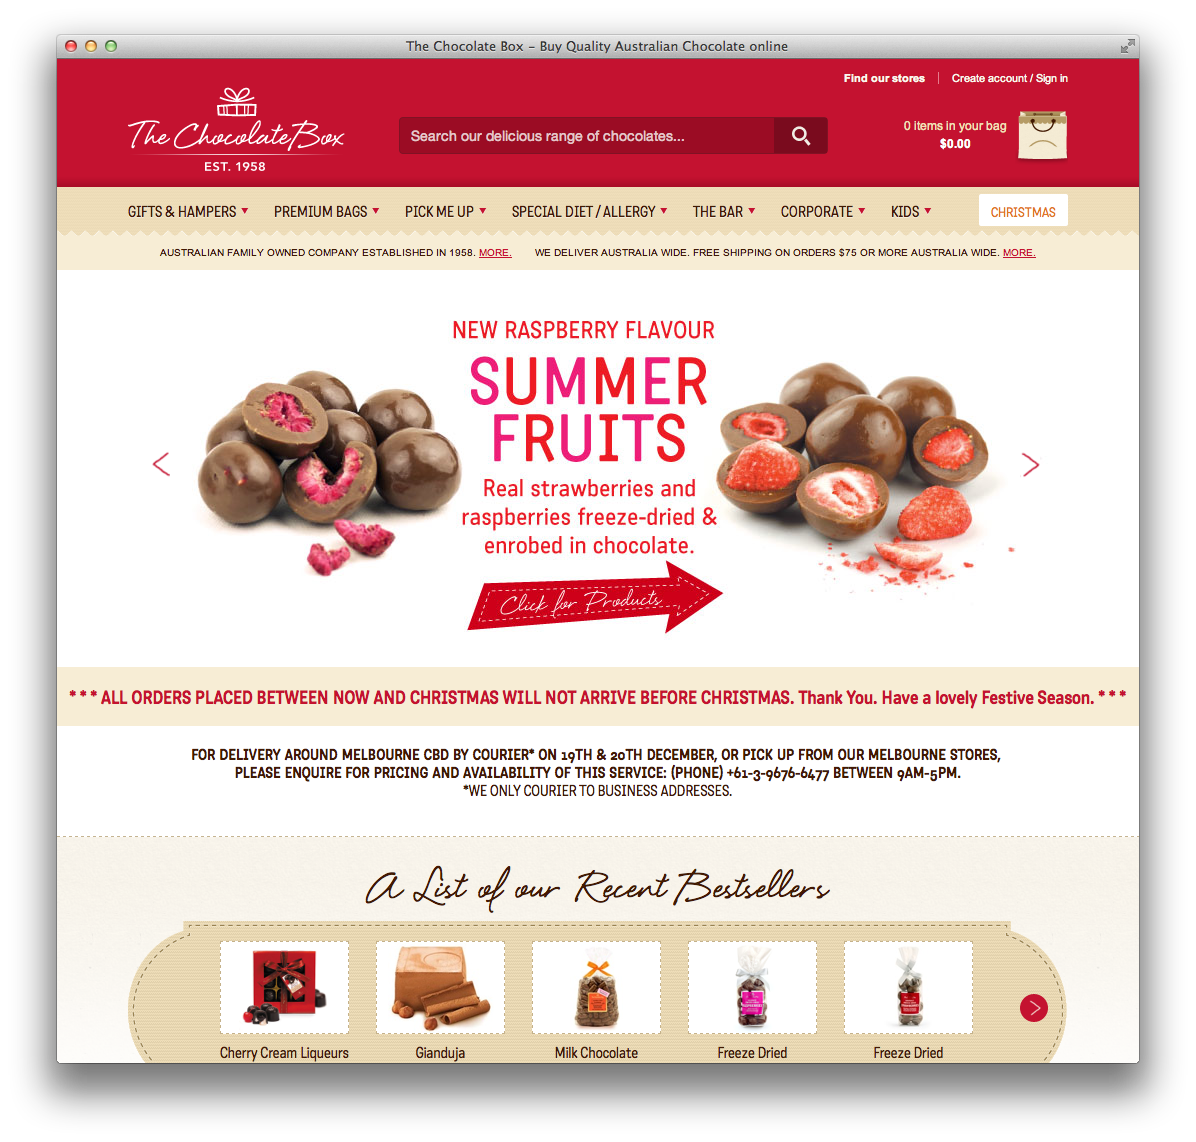 The Chocolate Box – Buy Quality Australian Chocolate online
Find our stores
Create account / Sign in
The Chocolate Box
EST. 1958
Search our delicious range of chocolates...
0 items in your bag
$0.00
GIFTS & HAMPERS PREMIUM BAGS PICK ME UP SPECIAL DIET / ALLERGY THE BAR CORPORATE KIDS CHRISTMAS
AUSTRALIAN FAMILY OWNED COMPANY ESTABLISHED IN 1958. MORE. WE DELIVER AUSTRALIA WIDE. FREE SHIPPING ON ORDERS $75 OR MORE AUSTRALIA WIDE. MORE.
NEW RASPBERRY FLAVOUR
SUMMER
FRUITS
Real strawberries and
raspberries freeze-dried &
enrobed in chocolate.
Click for Products
* * * ALL ORDERS PLACED BETWEEN NOW AND CHRISTMAS WILL NOT ARRIVE BEFORE CHRISTMAS. Thank You. Have a lovely Festive Season. * * *
FOR DELIVERY AROUND MELBOURNE CBD BY COURIER* ON 19TH & 20TH DECEMBER, OR PICK UP FROM OUR MELBOURNE STORES,
PLEASE ENQUIRE FOR PRICING AND AVAILABILITY OF THIS SERVICE: (PHONE) +61-3-9676-6477 BETWEEN 9AM-5PM.
*WE ONLY COURIER TO BUSINESS ADDRESSES.
A List of our Recent Bestsellers
Cherry Cream Liqueurs
Gianduja
Milk Chocolate
Freeze Dried
Freeze Dried